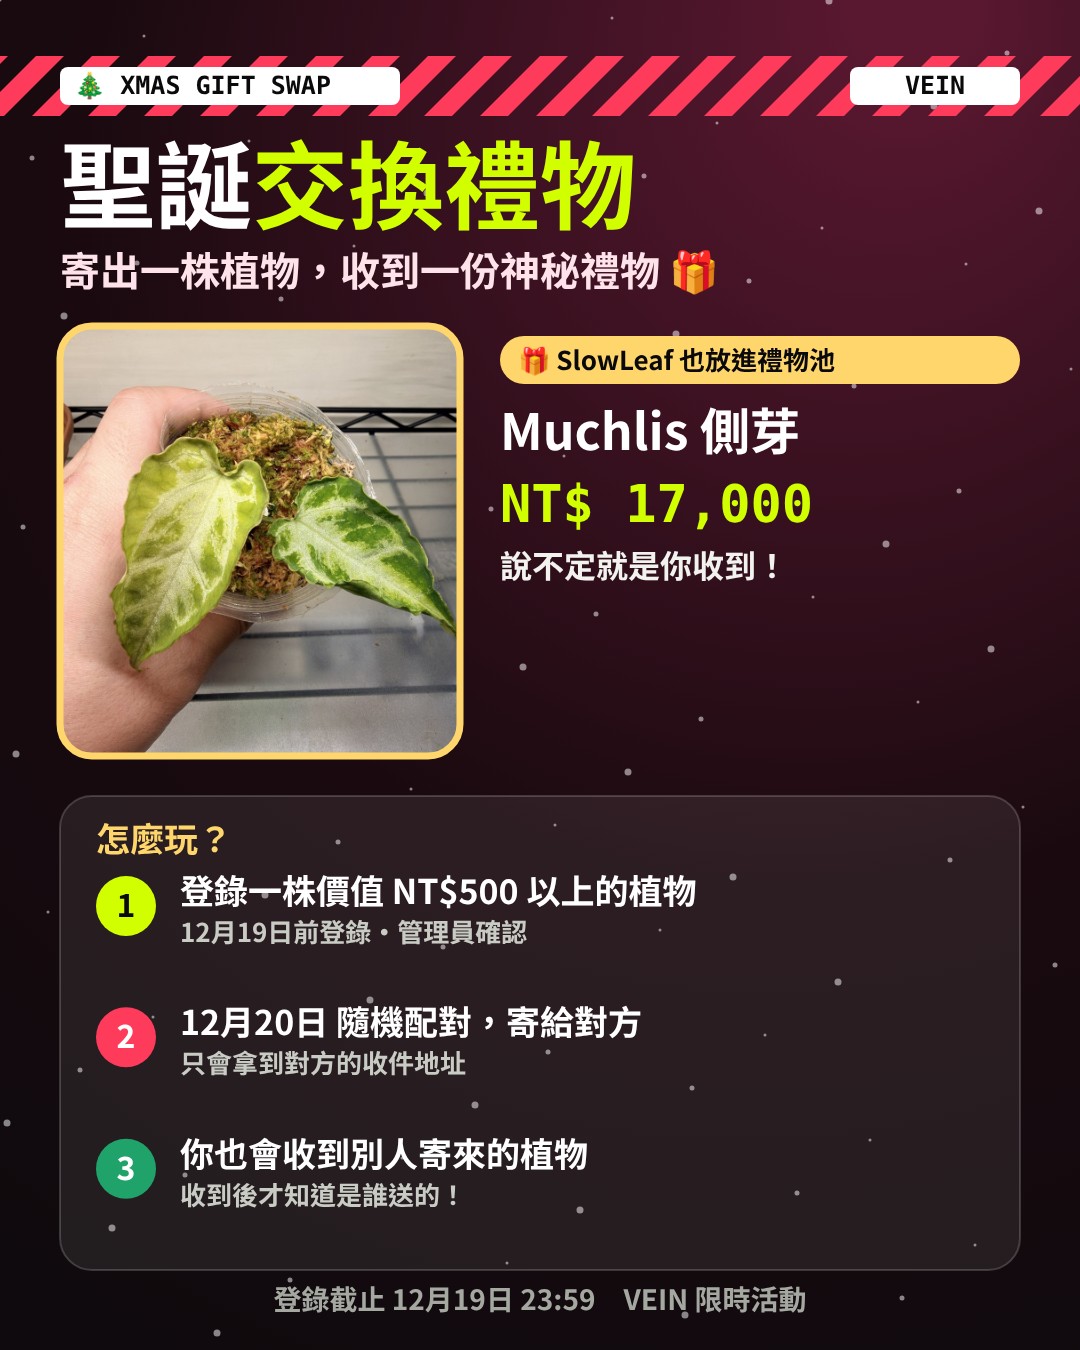 🎄 XMAS GIFT SWAP
VEIN
聖誕交換禮物
寄出一株植物，收到一份神秘禮物 🎁
🎁 SlowLeaf 也放進禮物池
Muchlis 側芽
NT$ 17,000
說不定就是你收到！
怎麼玩？
1 登錄一株價值 NT$500 以上的植物
12月19日前登錄・管理員確認
2 12月20日 隨機配對，寄給對方
只會拿到對方的收件地址
3 你也會收到別人寄來的植物
收到後才知道是誰送的！
登錄截止 12月19日 23:59　VEIN 限時活動